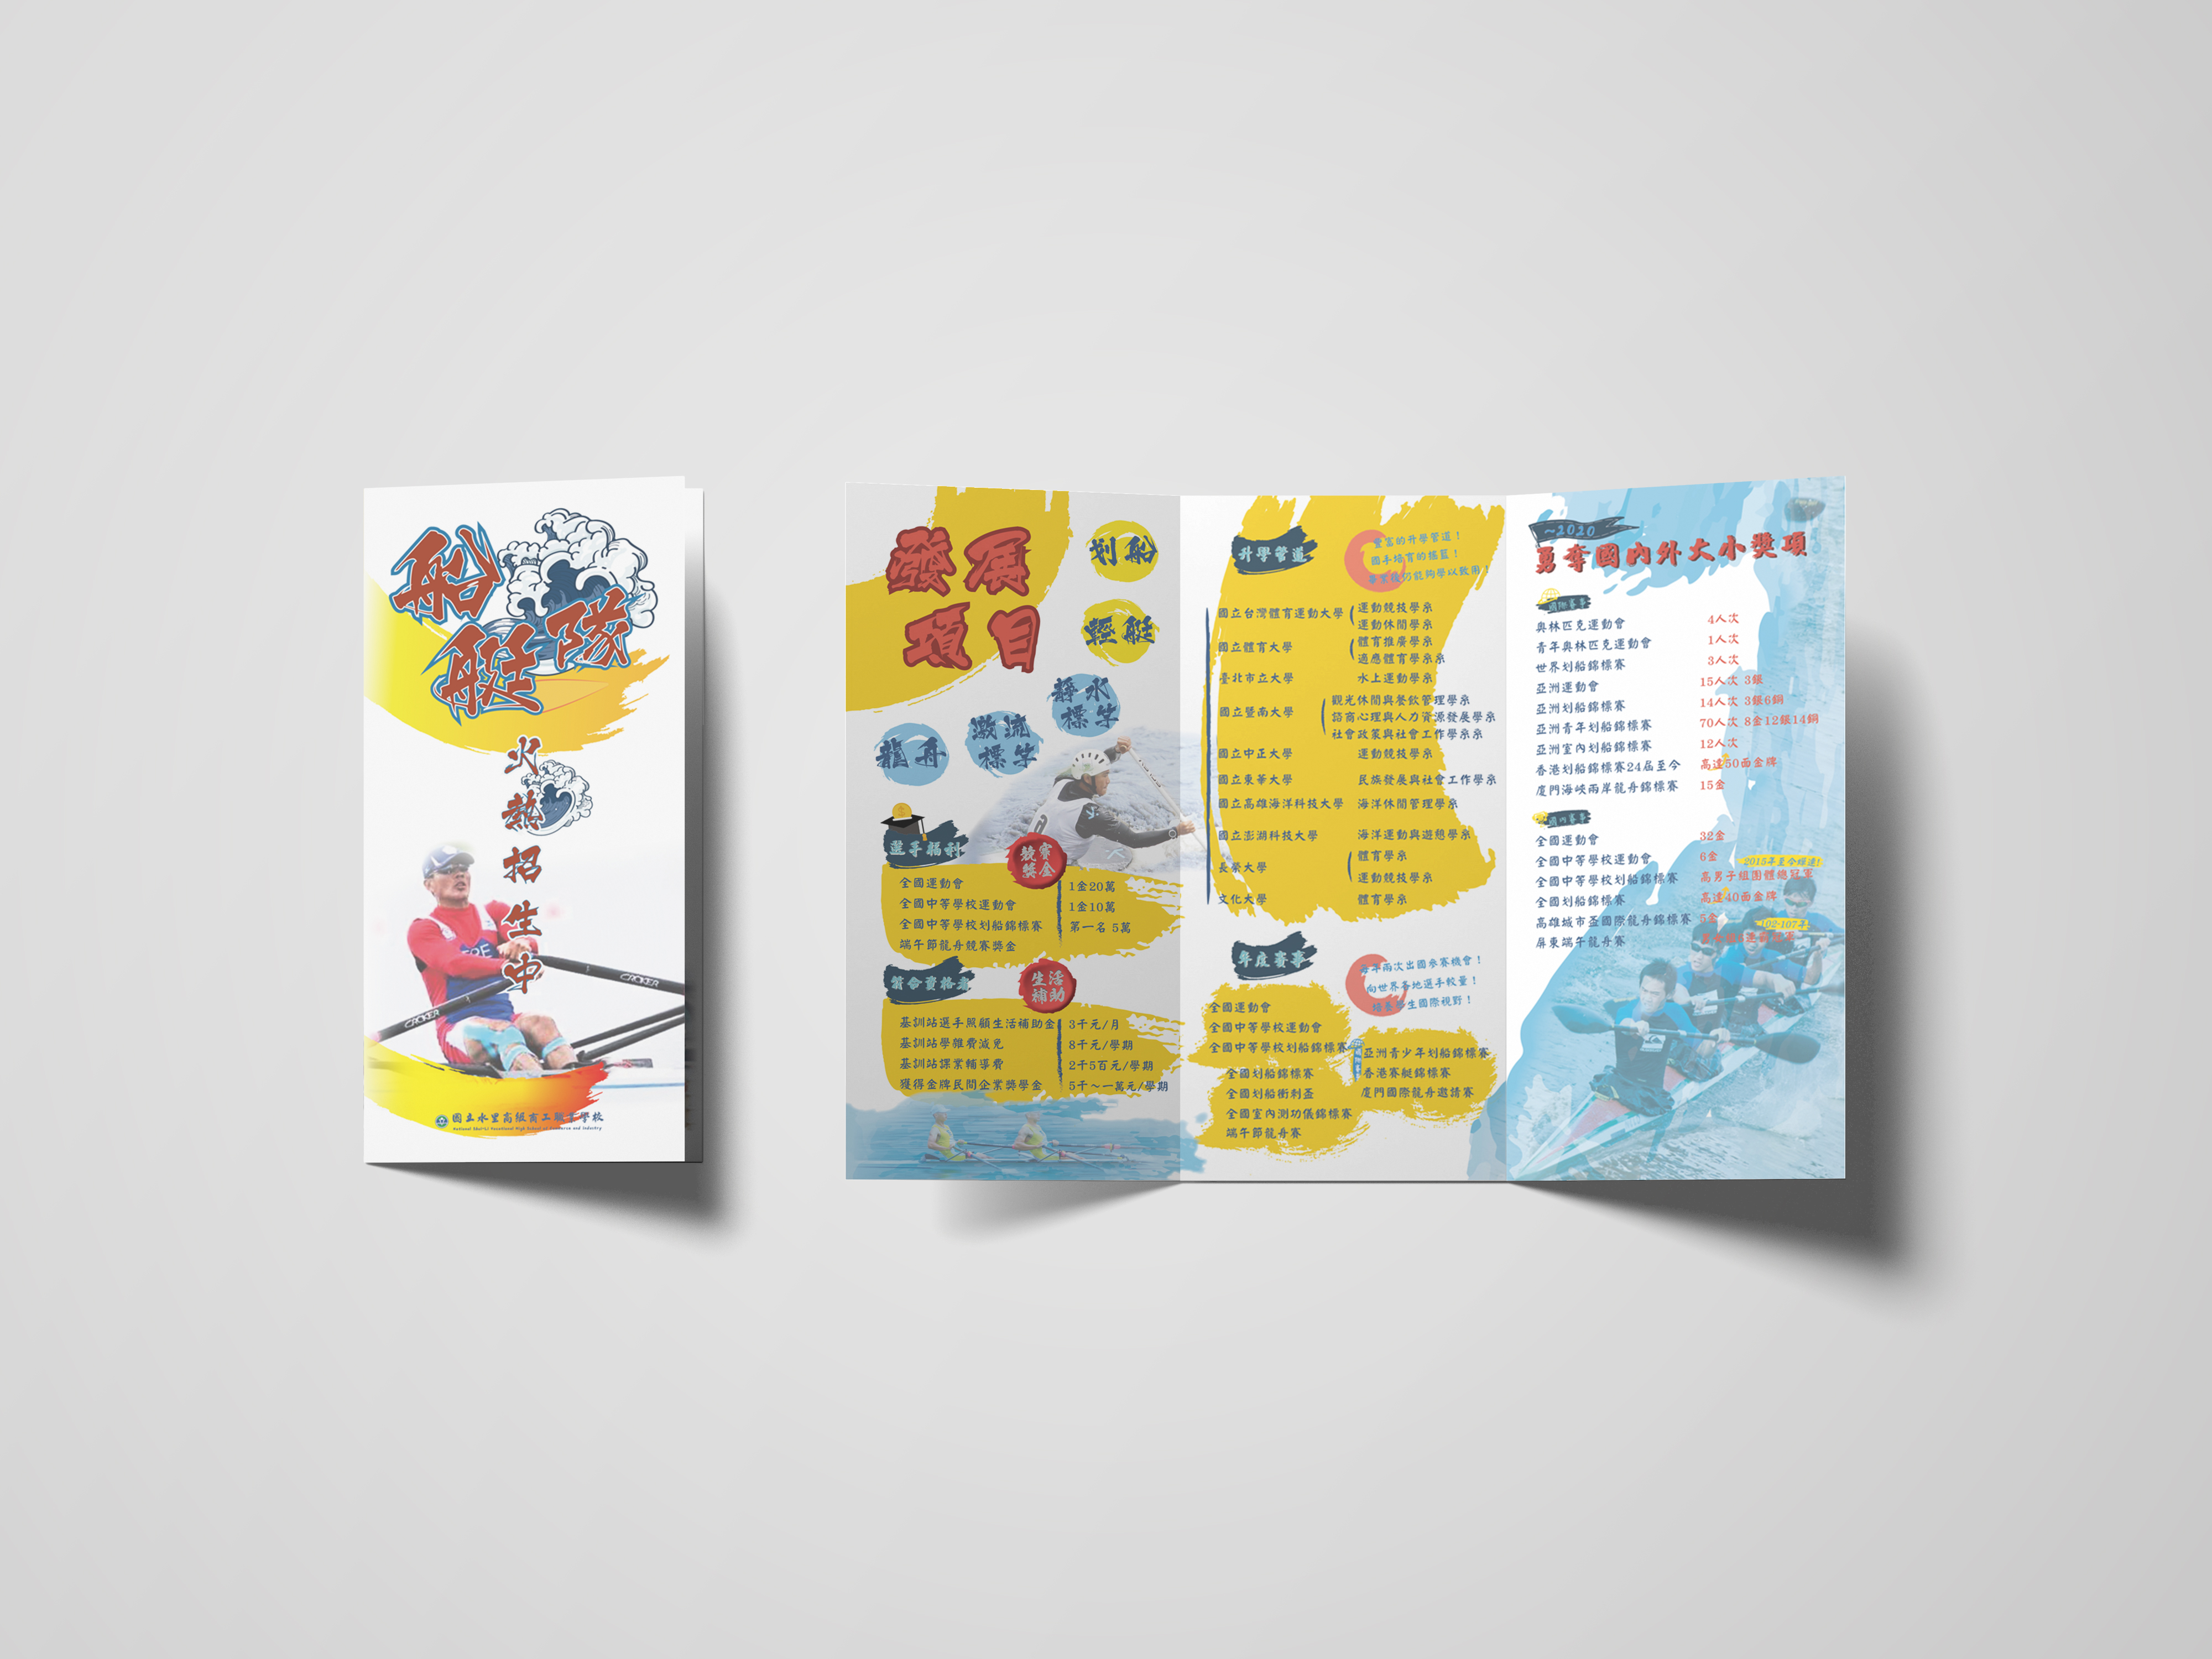 船艇隊
火熱招生中
CROKER
CROKER
國立水里高級商工職業學校
National Shui-Li Vocational High School of Commerce and Industry
發展
項目
划船
輕艇
靜水
標竿
激流
標竿
龍舟
選手福利
競賽
獎金
全國運動會 1金20萬
全國中等學校運動會 1金10萬
全國中等學校划船錦標賽 第一名 5萬
端午節龍舟競賽獎金
符合資格者
生活
補助
基訓站選手照顧生活補助金 3千元/月
基訓站學雜費減免 8千元/學期
基訓站課業輔導費 2千5百元/學期
獲得金牌民間企業獎學金 5千～一萬元/學期
升學管道
豐富的升學管道！
國手培育的搖籃！
畢業後仍能夠學以致用！
國立台灣體育運動大學 運動競技學系
運動休閒學系
國立體育大學 體育推廣學系
適應體育學系系
臺北市立大學 水上運動學系
國立暨南大學 觀光休閒與餐飲管理學系
諮商心理與人力資源發展學系
社會政策與社會工作學系系
國立中正大學 運動競技學系
國立東華大學 民族發展與社會工作學系
國立高雄海洋科技大學 海洋休閒管理學系
國立澎湖科技大學 海洋運動與遊憩學系
長榮大學 體育學系
運動競技學系
文化大學 體育學系
年度賽事
每年兩次出國參賽機會！
向世界各地選手較量！
培養學生國際視野！
全國運動會
全國中等學校運動會
全國中等學校划船錦標賽
全國划船錦標賽
全國划船衝刺盃
全國室內測功儀錦標賽
端午節龍舟賽
亞洲青少年划船錦標賽
香港賽艇錦標賽
廈門國際龍舟邀請賽
~2020
勇奪國內外大小獎項
國際賽事
奧林匹克運動會 4人次
青年奧林匹克運動會 1人次
世界划船錦標賽 3人次
亞洲運動會 15人次 3銀
亞洲划船錦標賽 14人次 3銀6銅
亞洲青年划船錦標賽 70人次 8金12銀14銅
亞洲室內划船錦標賽 12人次
香港划船錦標賽24屆至今 高達50面金牌
廈門海峽兩岸龍舟錦標賽 15金
國內賽事
全國運動會 32金
全國中等學校運動會 6金
2015年至今蟬連!
全國中等學校划船錦標賽 高男子組團體總冠軍
全國划船錦標賽 高達40面金牌
高雄城市盃國際龍舟錦標賽 5金
102-107年
屏東端午龍舟賽